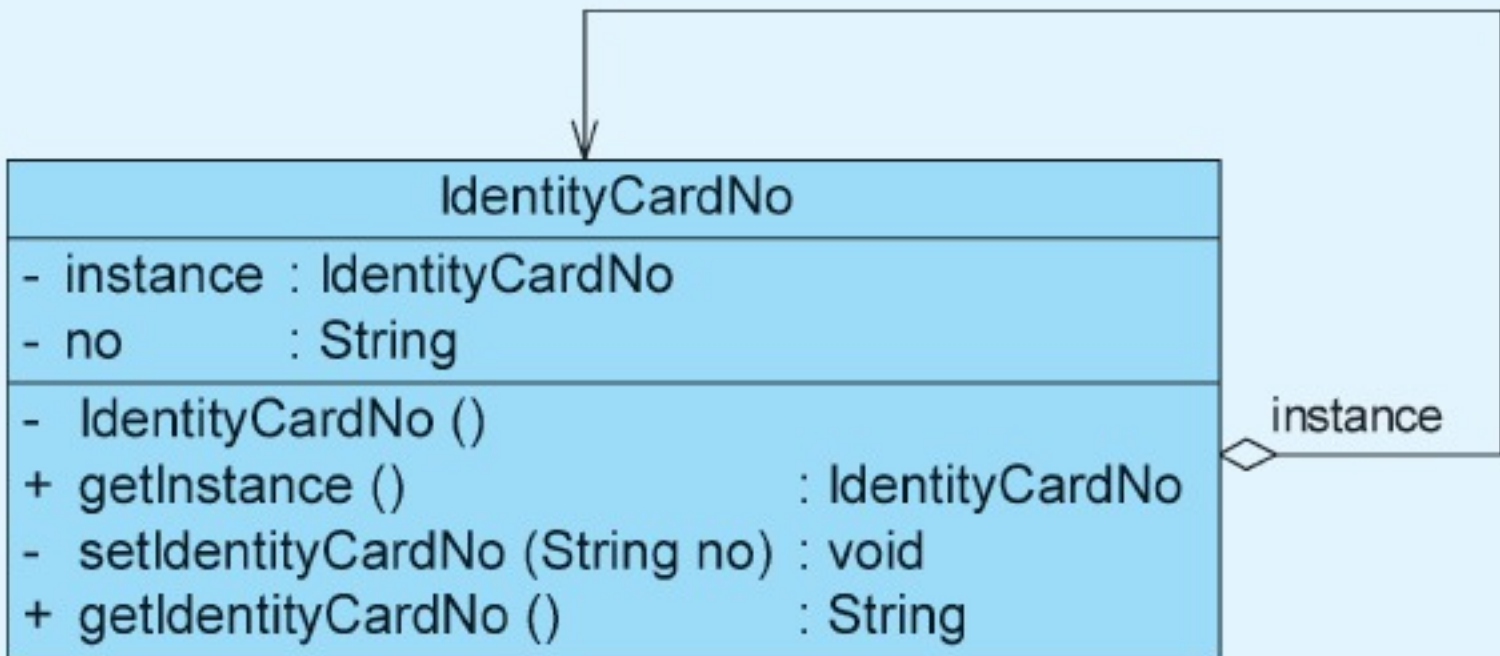 IdentityCardNo
- instance : IdentityCardNo
- no : String
instance
- IdentityCardNo ()
+ getInstance () : IdentityCardNo
- setIdentityCardNo (String no) : void
+ getIdentityCardNo () : String